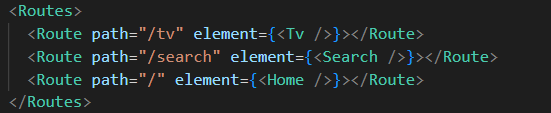 <Routes>
<Route path="/tv" element={<Tv />}></Route>
<Route path="/search" element={<Search />}></Route>
<Route path="/" element={<Home />}></Route>
</Routes>